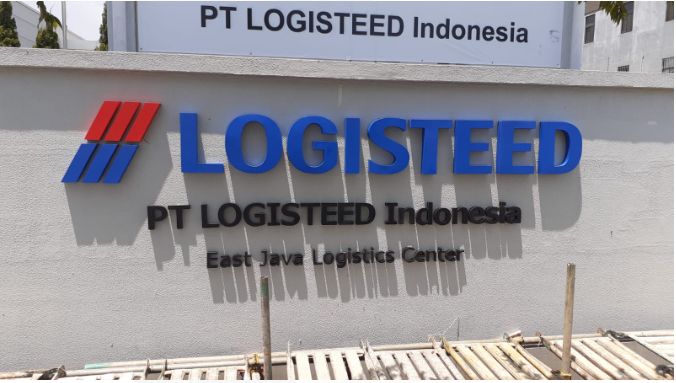 PT LOGISTEED Indonesia
LOGISTEED
PT LOGISTEED Indonesia
East Java Logistics Center